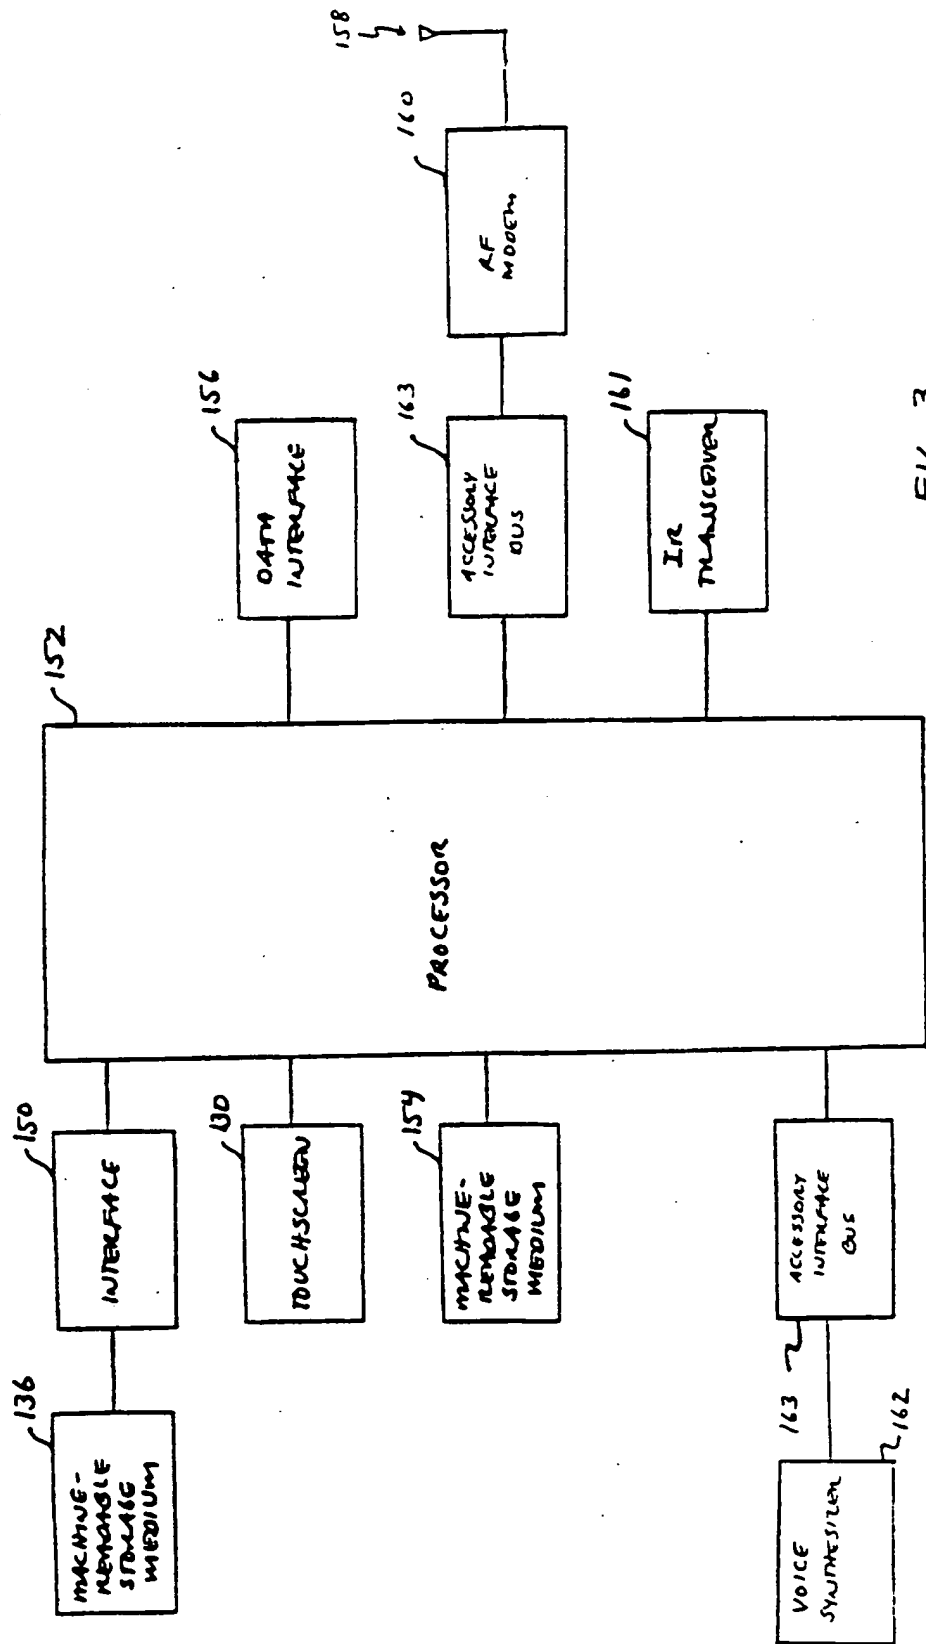 136
MACHINE-
READABLE
STORAGE
MEDIUM
150
INTERFACE
130
TOUCHSCREEN
154
MACHINE-
READABLE
STORAGE
MEDIUM
163
ACCESSORY
INTERFACE
BUS
162
VOICE
SYNTHESIZER
152
PROCESSOR
156
DATA
INTERFACE
163
ACCESSORY
INTERFACE
BUS
160
RF
MODEM
158
161
IR
TRANSCEIVER